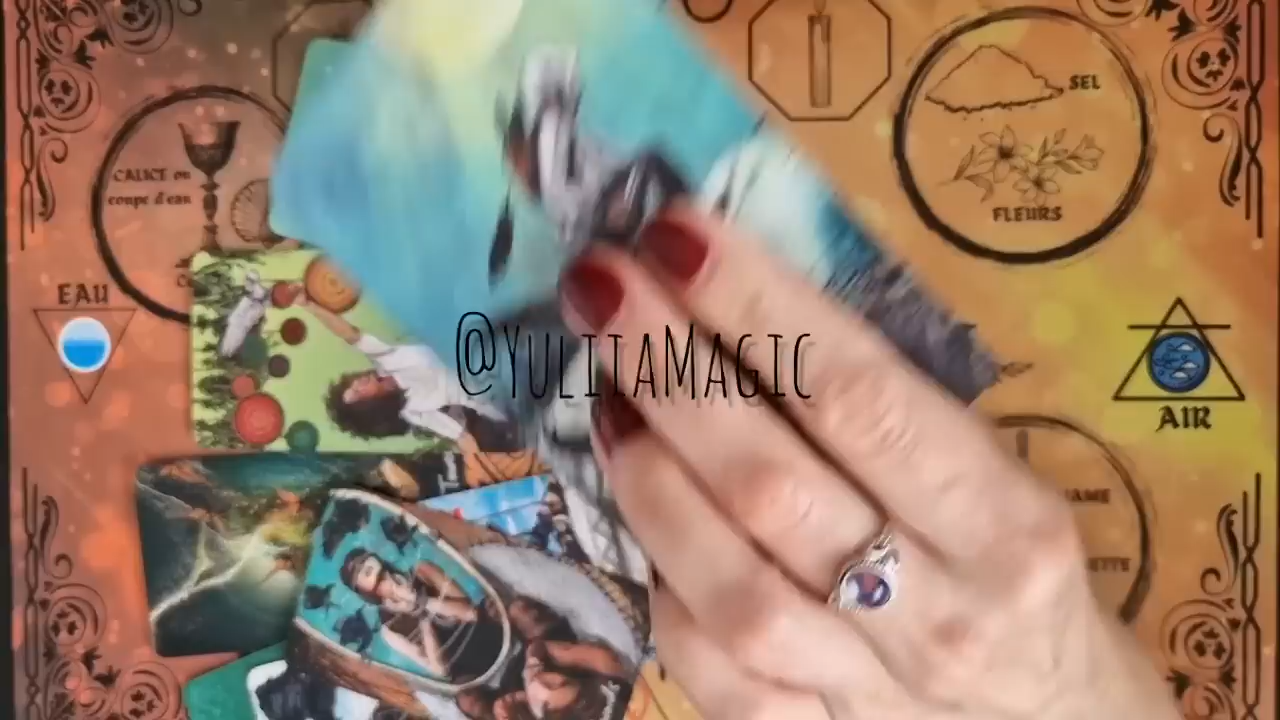 SEL
FLEURS
CALICE ou
coupe d'eau
EAU
@YuliiaMagic
AIR